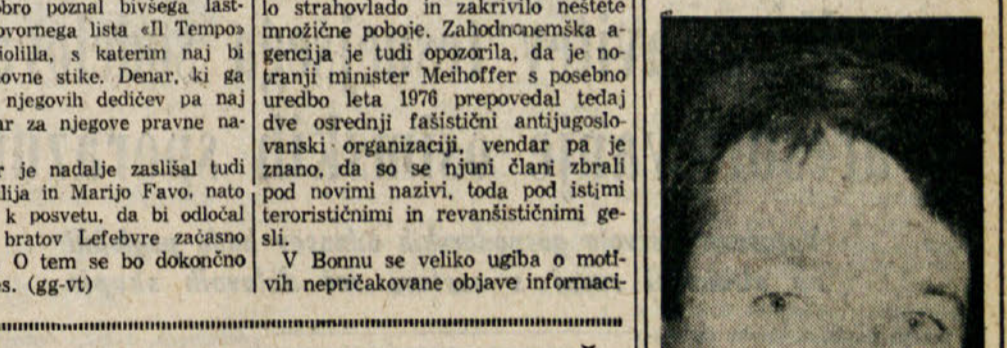 obro poznal bivšega last-
ovornega lista «Il Tempo»
iolilla, s katerim naj bi
ovne stike. Denar, ki ga
njegovih dedičev pa naj
ar za njegove pravne na-
r je nadalje zaslišal tudi
lija in Marijo Favo, nato
k posvetu, da bi odločal
bratov Lefebvre začasno
O tem se bo dokončno
s. (gg-vt)
lo strahovlado in zakrivilo neštete
množične poboje. Zahodnonemška a-
gencija je tudi opozorila, da je no-
tranji minister Meihoffer s posebno
uredbo leta 1976 prepovedal tedaj
dve osrednji fašistični antijugoslo-
vanski organizaciji, vendar pa je
znano, da so se njuni člani zbrali
pod novimi nazivi, toda pod istimi
terorističnimi in revanšističnimi ge-
sli.
V Bonnu se veliko ugiba o moti-
vih nepričakovane objave informaci-